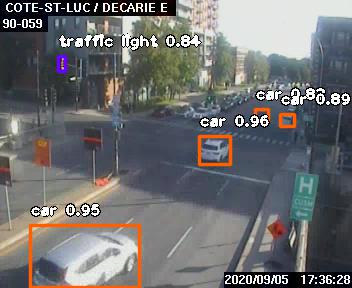 COTE-ST-LUC / DECARIE E
90-059
traffic light 0.84
car 0.89
car 0.96
H
CUSM
car 0.95
2020/09/05 17:36:28